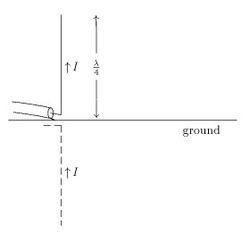 ↑ I
λ/4
ground
↑ I